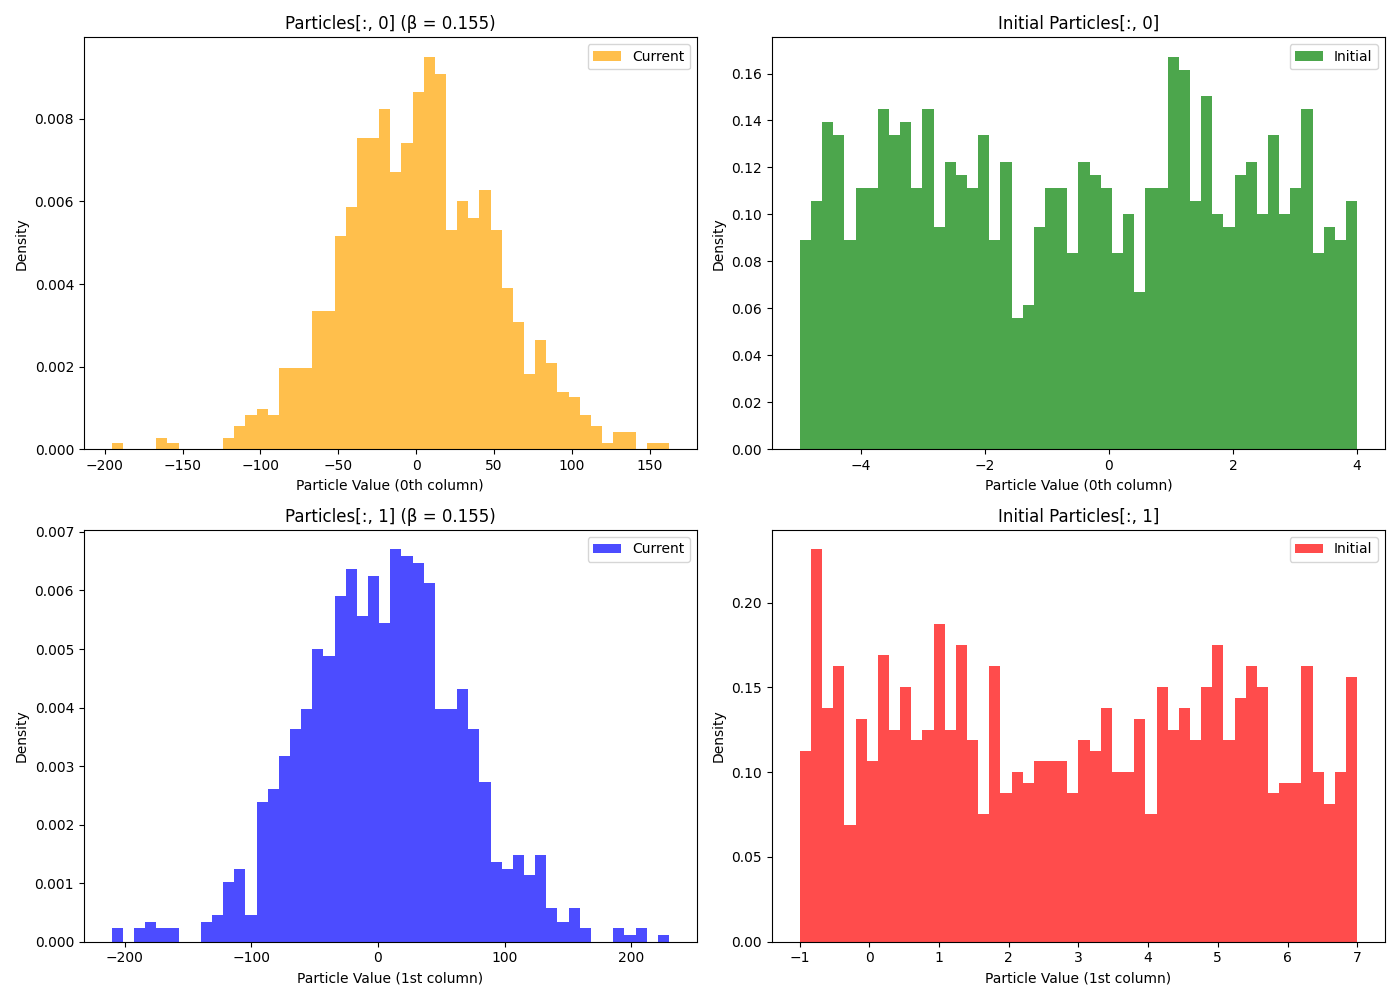 Particles[:, 0] (β = 0.155)
Current
Density
0.008
0.006
0.004
0.002
0.000
−200 −150 −100 −50 0 50 100 150
Particle Value (0th column)
Initial Particles[:, 0]
Initial
Density
0.16
0.14
0.12
0.10
0.08
0.06
0.04
0.02
0.00
−4 −2 0 2 4
Particle Value (0th column)
Particles[:, 1] (β = 0.155)
Current
Density
0.007
0.006
0.005
0.004
0.003
0.002
0.001
0.000
−200 −100 0 100 200
Particle Value (1st column)
Initial Particles[:, 1]
Initial
Density
0.20
0.15
0.10
0.05
0.00
−1 0 1 2 3 4 5 6 7
Particle Value (1st column)